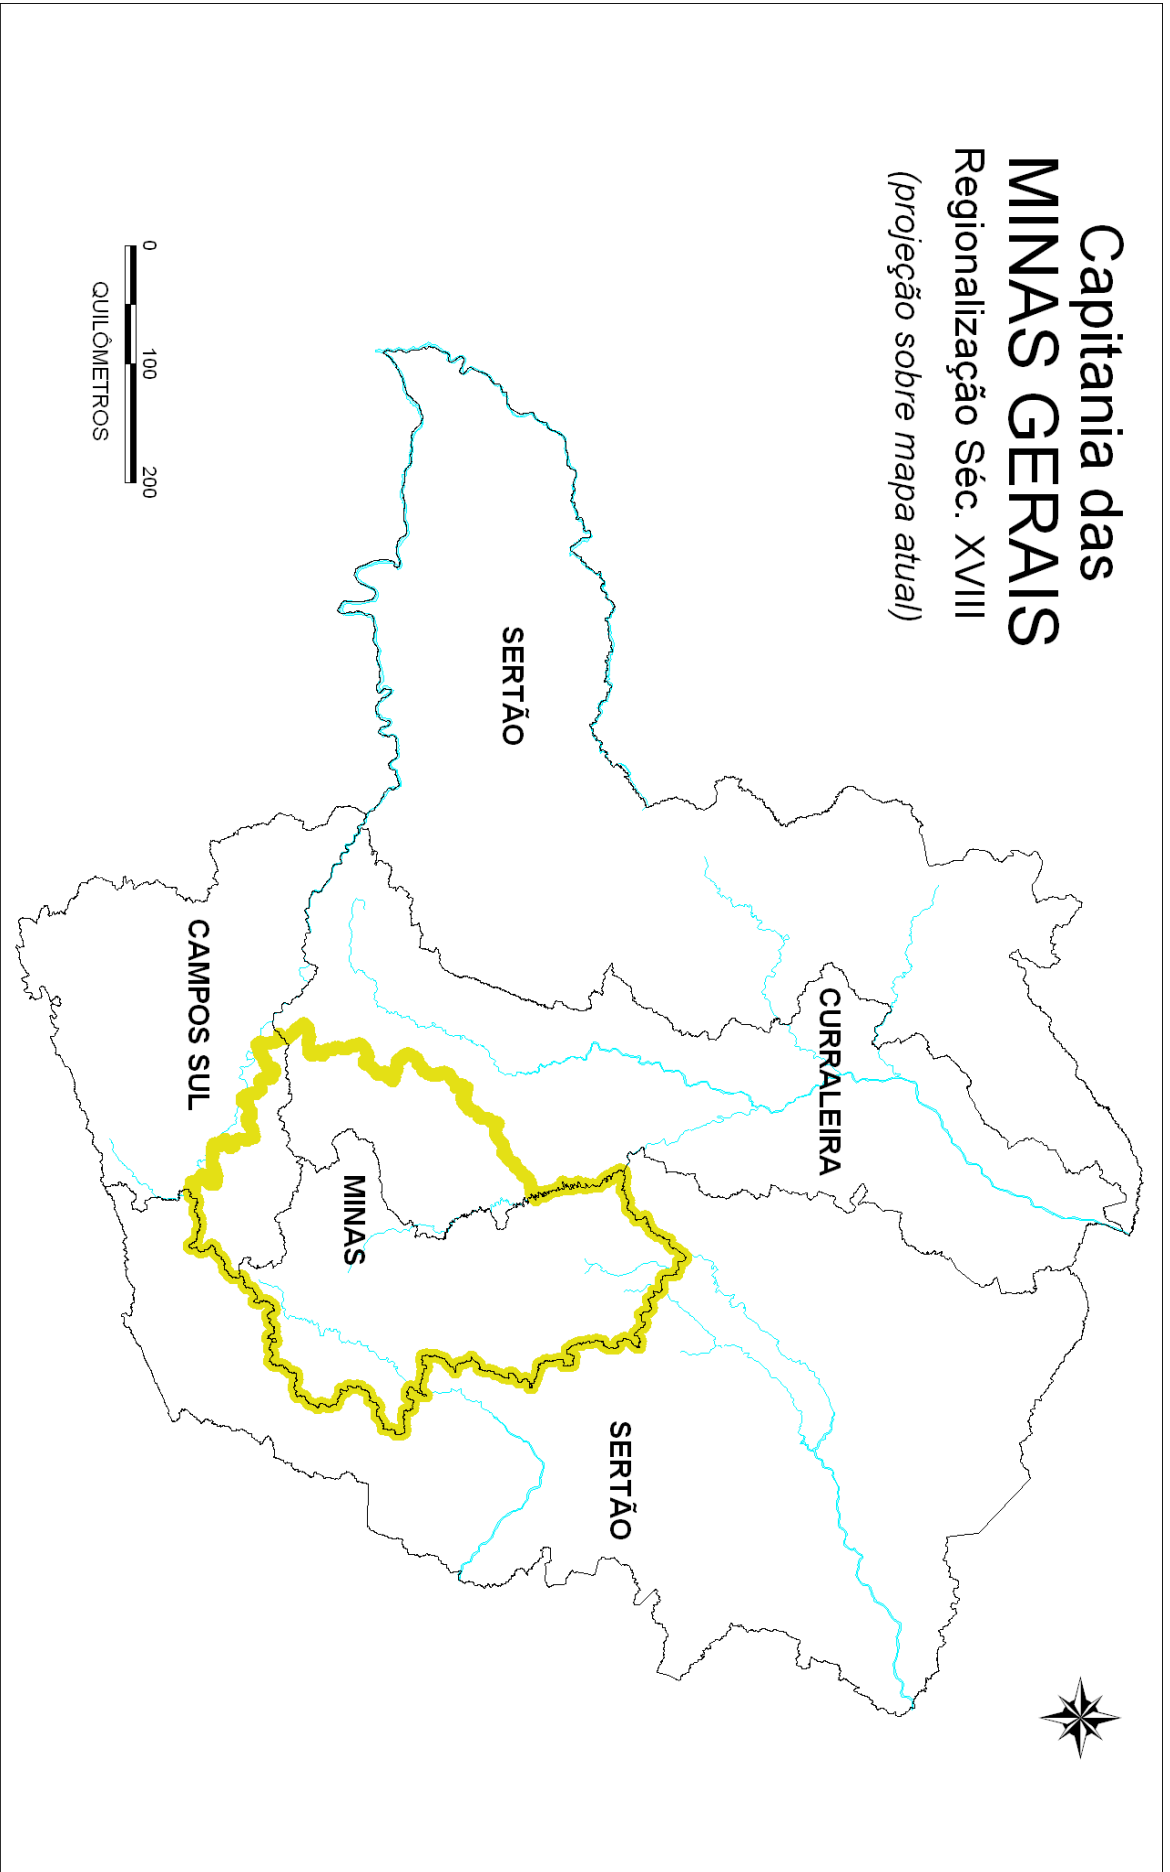 Capitania das
MINAS GERAIS
Regionalização Séc. XVIII
(projeção sobre mapa atual)
CURRALEIRA
SERTÃO
SERTÃO
MINAS
CAMPOS SUL
0 100 200
QUILÔMETROS